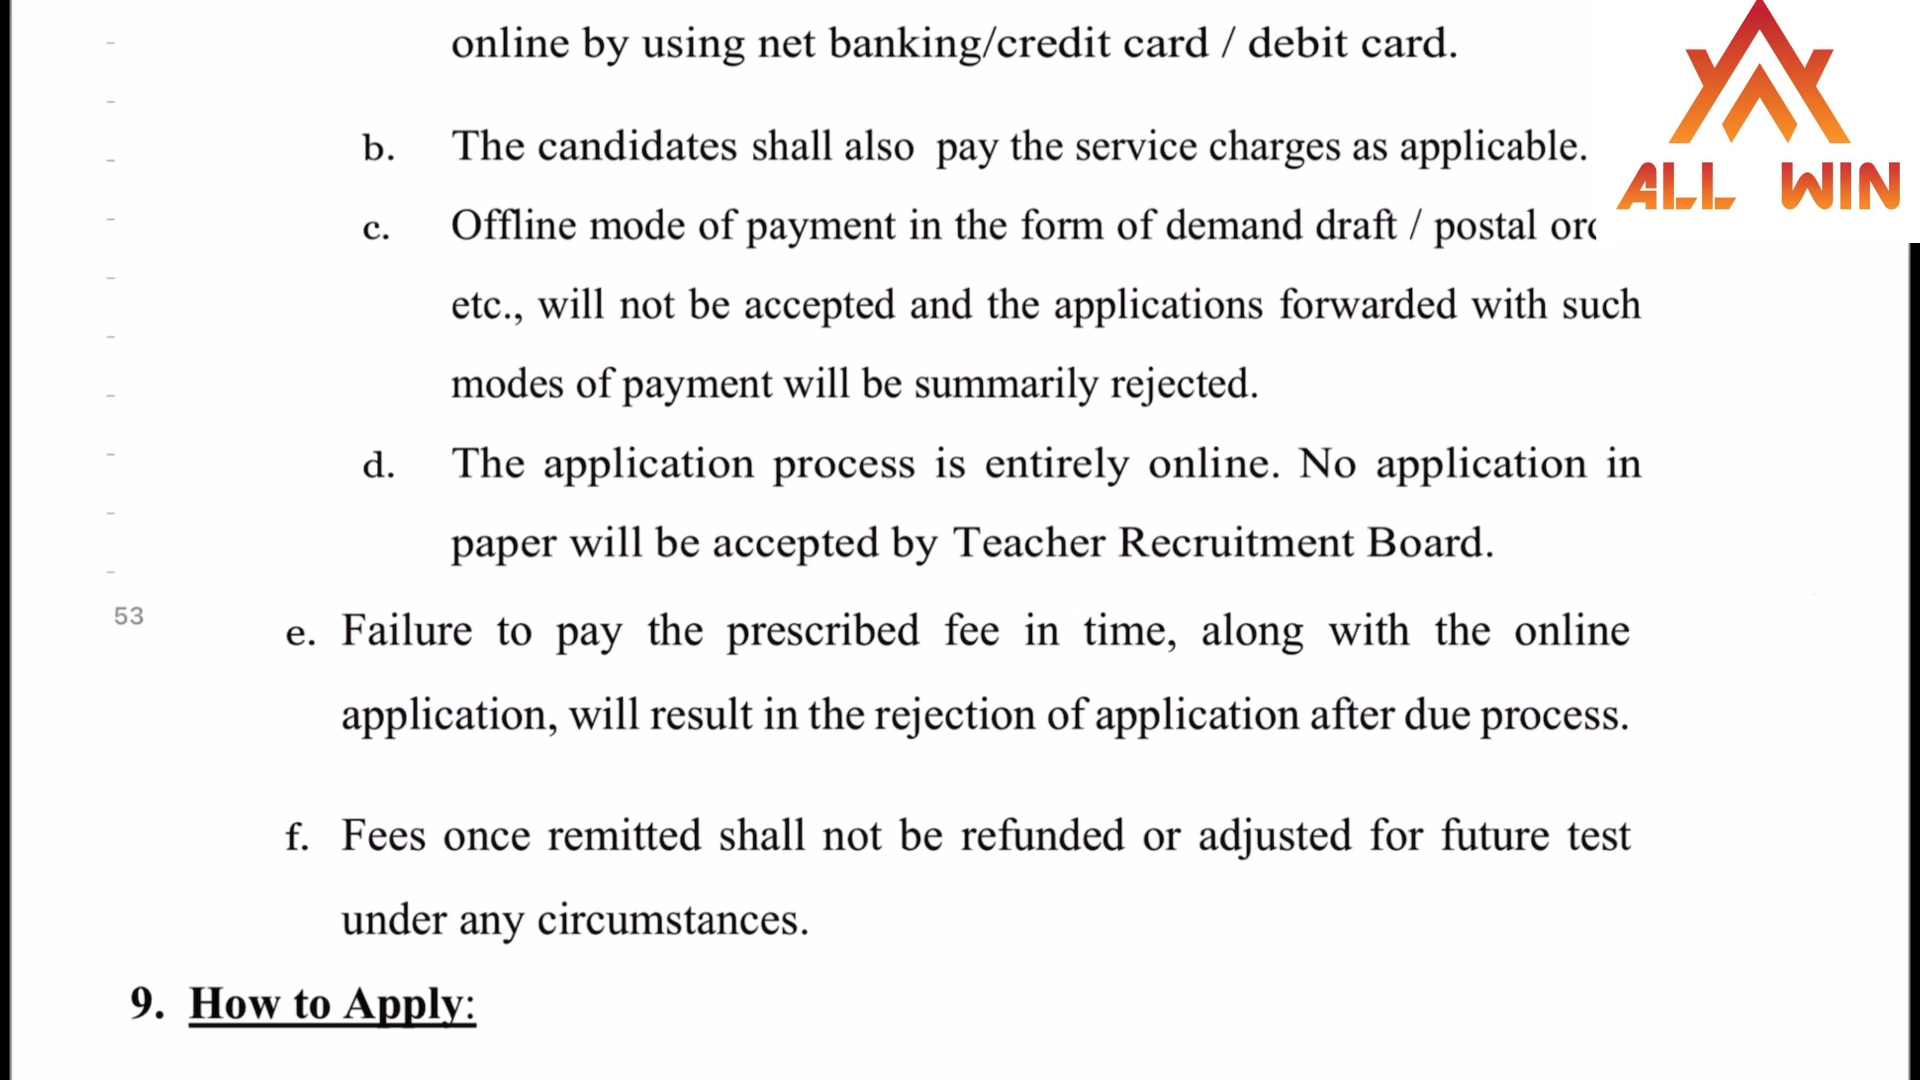 online by using net banking/credit card / debit card.
ALL WIN
b. The candidates shall also pay the service charges as applicable.
c. Offline mode of payment in the form of demand draft / postal
etc., will not be accepted and the applications forwarded with such
modes of payment will be summarily rejected.
d. The application process is entirely online. No application in
paper will be accepted by Teacher Recruitment Board.
53
e. Failure to pay the prescribed fee in time, along with the online
application, will result in the rejection of application after due process.
f. Fees once remitted shall not be refunded or adjusted for future test
under any circumstances.
9. How to Apply: